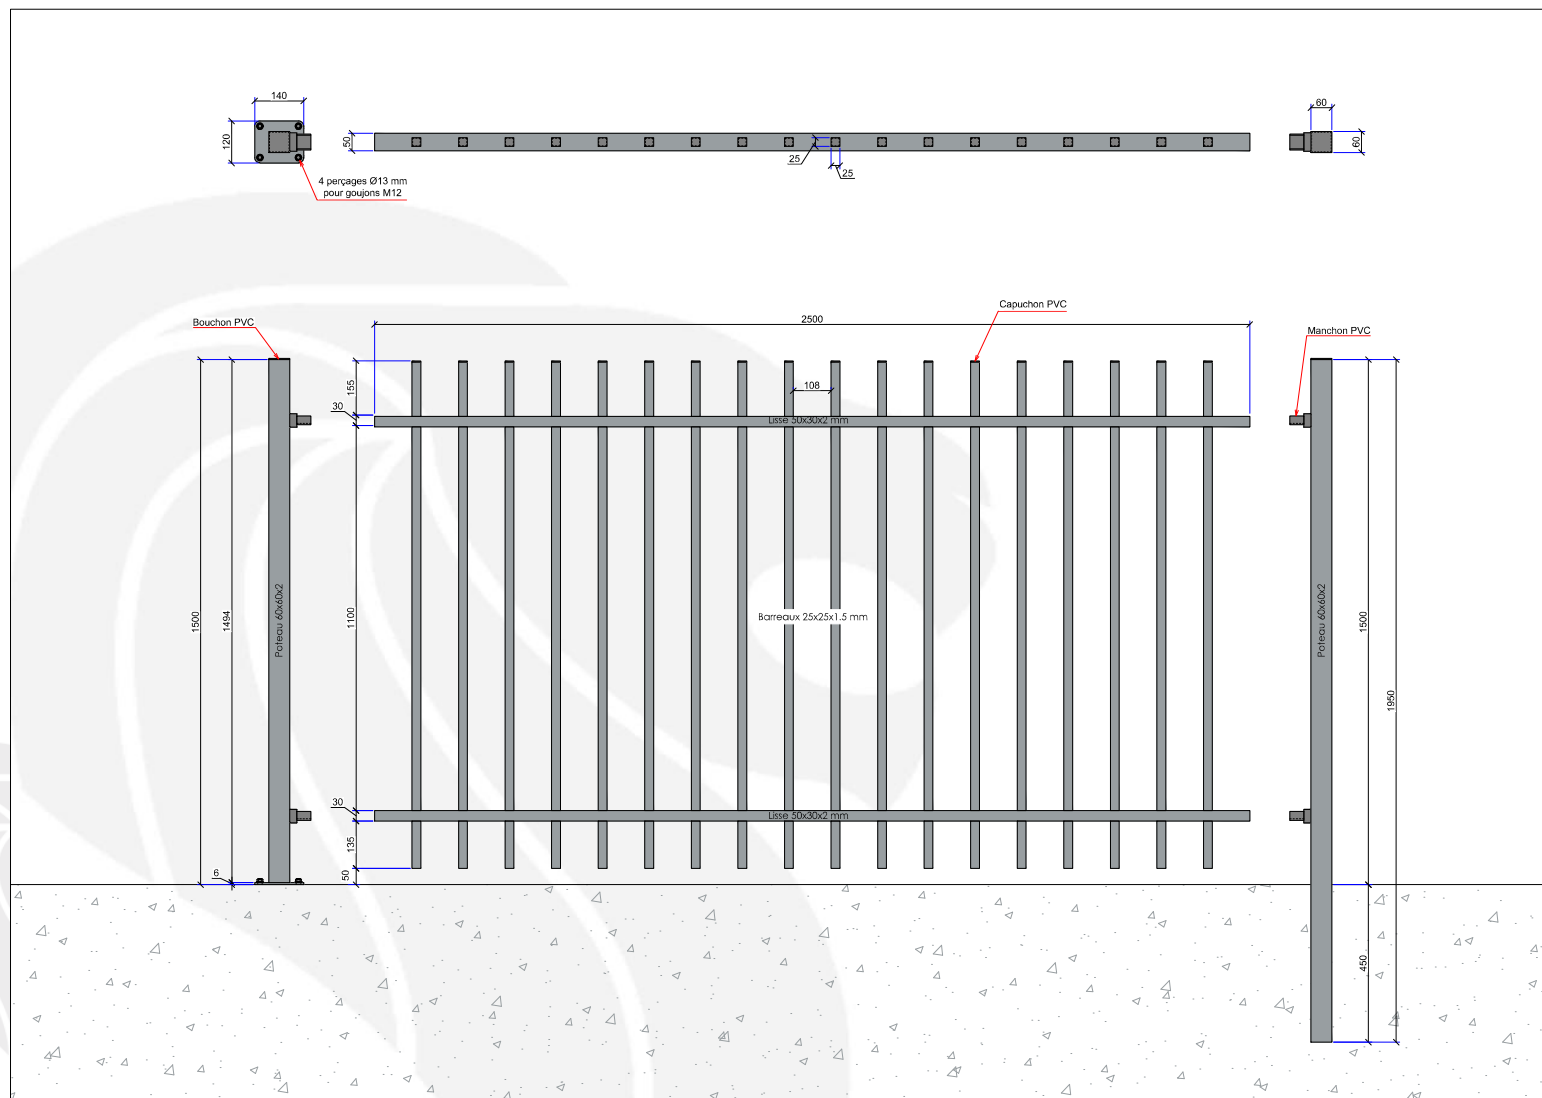 140
120
4 perçages Ø13 mm
pour goujons M12
50
25
25
60
60
Bouchon PVC
Capuchon PVC
Manchon PVC
2500
155
30
108
Lisse 50x30x2 mm
1500
1494
Poteau 60x60x2
1100
Barreaux 25x25x1.5 mm
Poteau 60x60x2
1500
1950
30
Lisse 50x30x2 mm
135
50
6
450